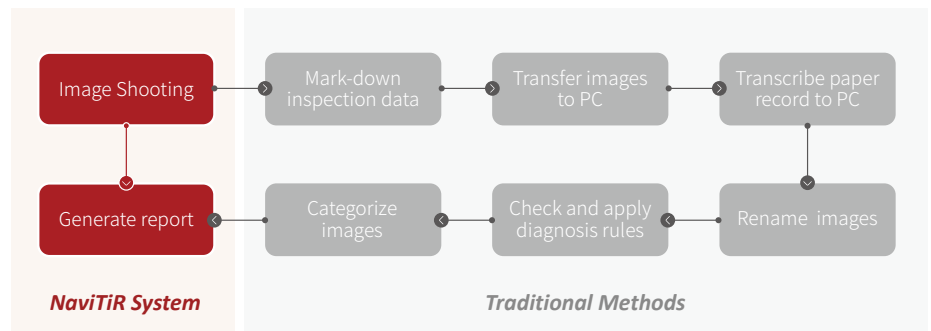 Image Shooting
Mark-down
inspection data
Transfer images
to PC
Transcribe paper
record to PC
Generate report
Categorize
images
Check and apply
diagnosis rules
Rename images
NaviTiR System
Traditional Methods